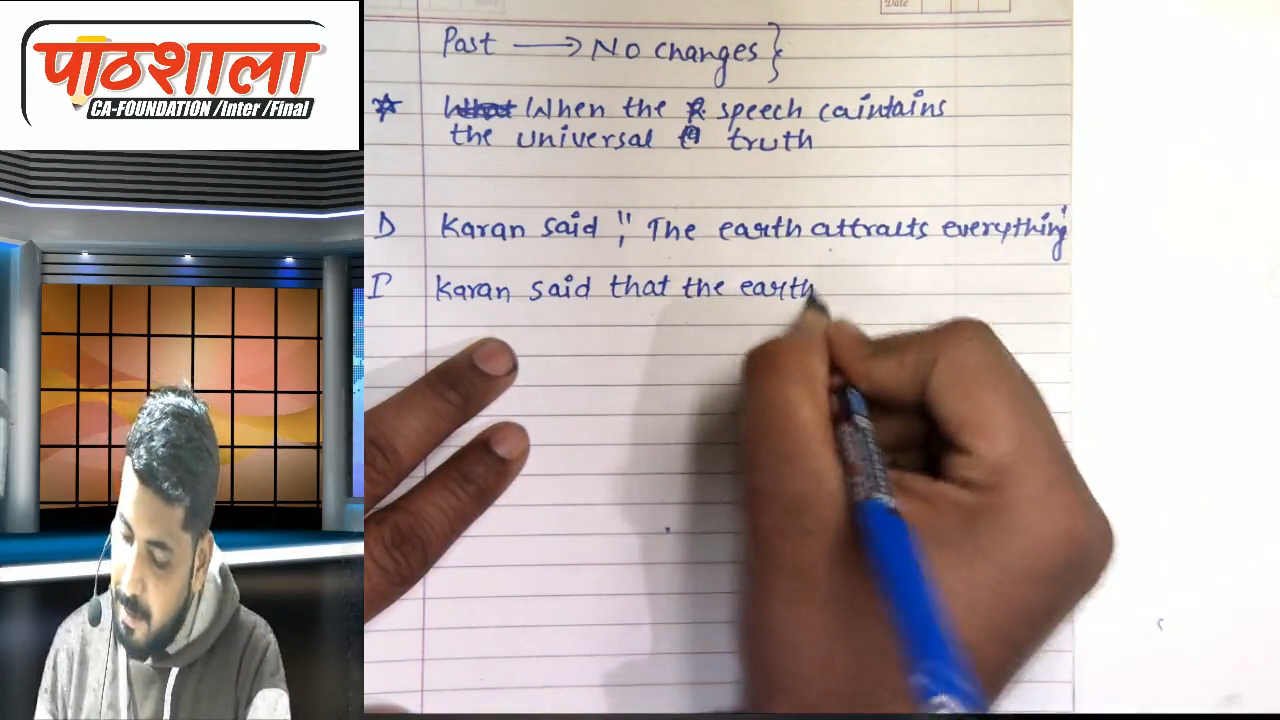 पाठशाला
CA-FOUNDATION /Inter /Final
Date
Past → No changes }
☆ When the speech caintains
the universal truth
D Karan said ," The earth attracts everything"
I Karan said that the earth